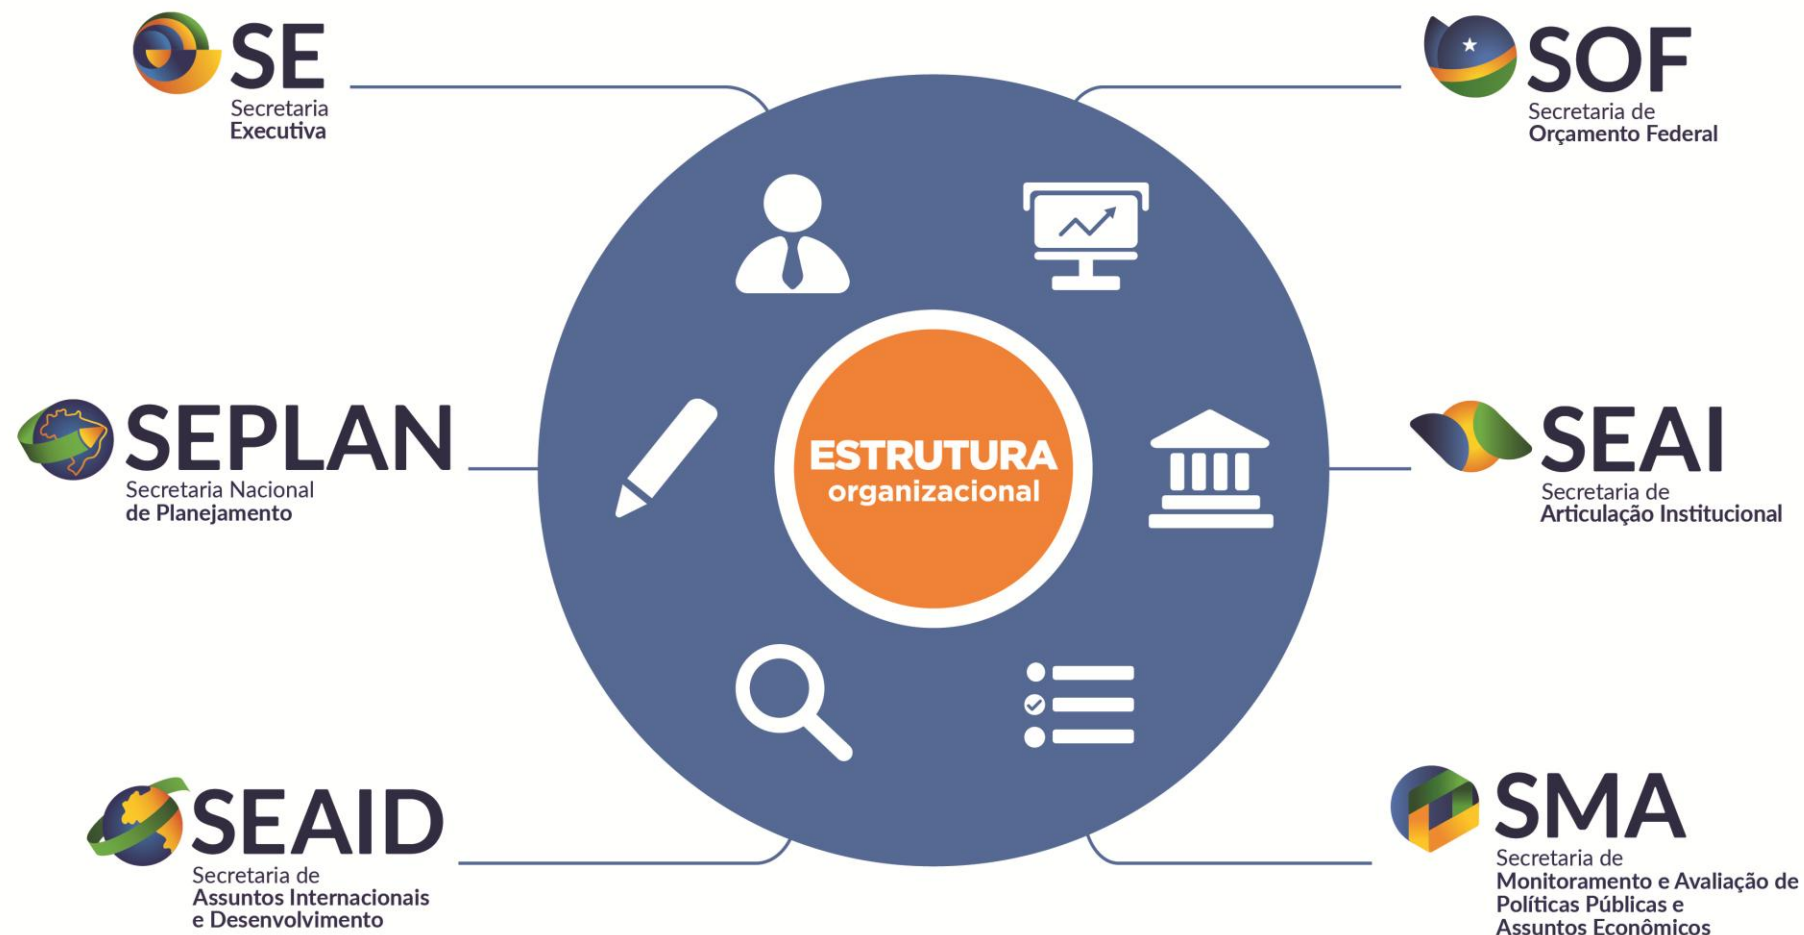 SE
Secretaria
Executiva
SOF
Secretaria de
Orçamento Federal
SEPLAN
Secretaria Nacional
de Planejamento
ESTRUTURA
organizacional
SEAI
Secretaria de
Articulação Institucional
SEAID
Secretaria de
Assuntos Internacionais
e Desenvolvimento
SMA
Secretaria de
Monitoramento e Avaliação de
Políticas Públicas e
Assuntos Econômicos